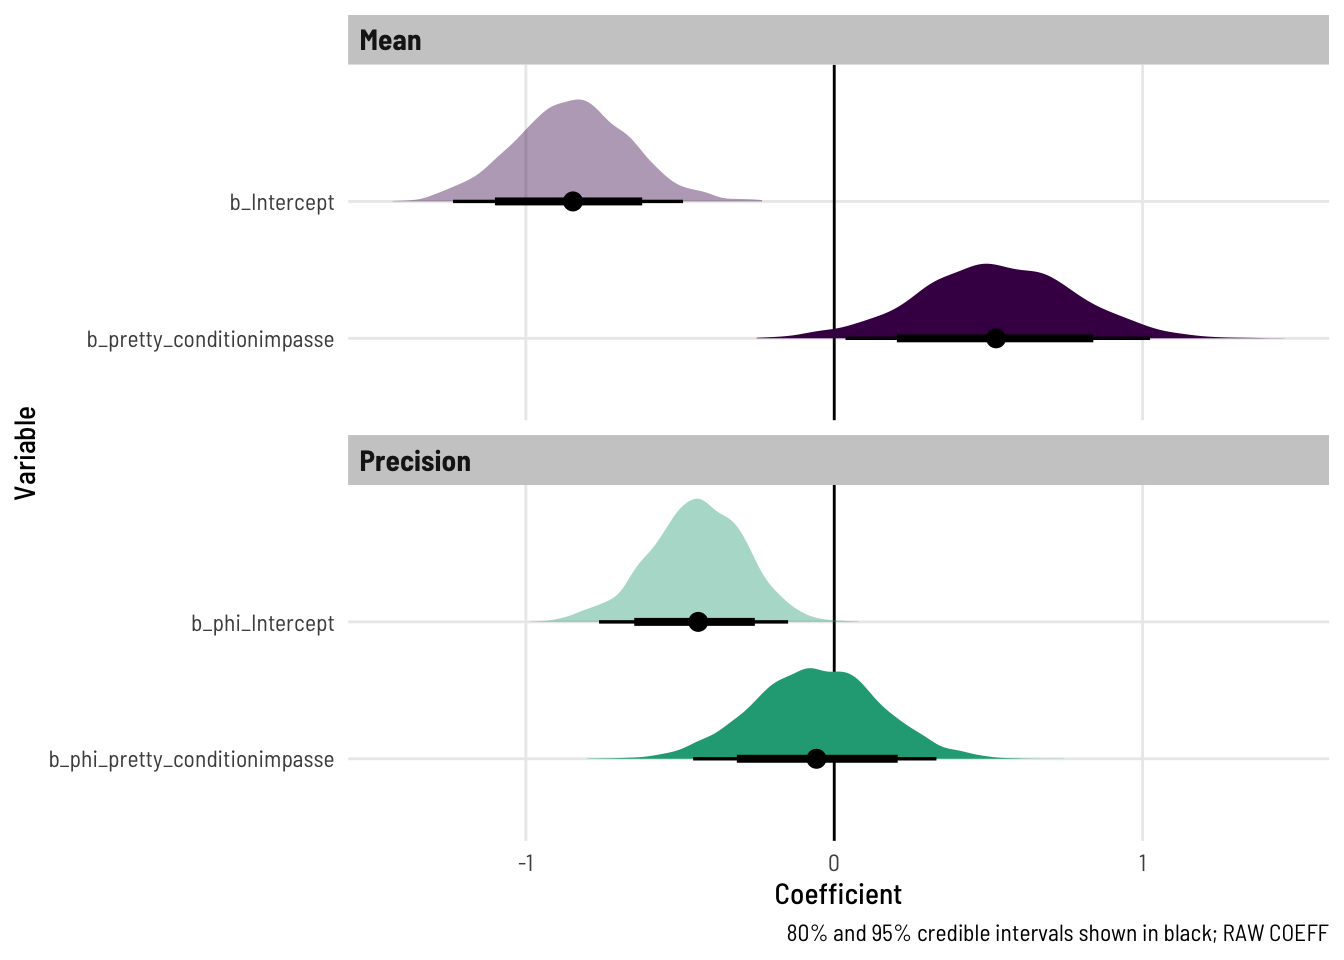 Mean
b_Intercept
b_pretty_conditionimpasse
Variable
Precision
b_phi_Intercept
b_phi_pretty_conditionimpasse
-1 0 1
Coefficient
80% and 95% credible intervals shown in black; RAW COEFF